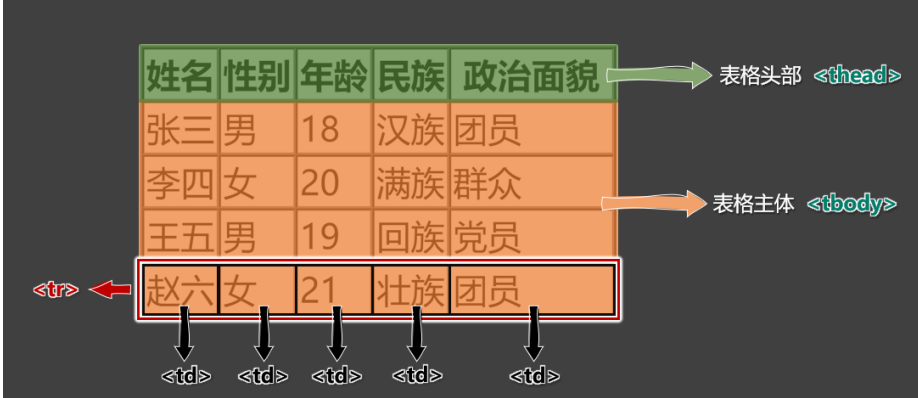 姓名 性别 年龄 民族 政治面貌 表格头部 <thead>
张三 男 18 汉族 团员
李四 女 20 满族 群众 表格主体 <tbody>
王五 男 19 回族 党员
<tr> 赵六 女 21 壮族 团员
<td> <td> <td> <td> <td>